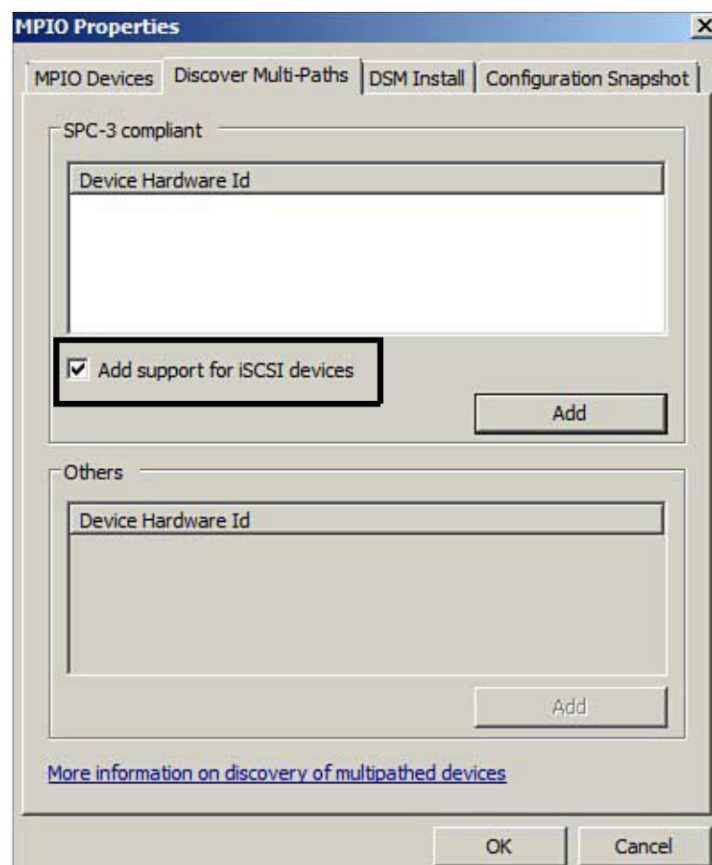 MPIO Properties
MPIO Devices Discover Multi-Paths DSM Install Configuration Snapshot
SPC-3 compliant
Device Hardware Id
Add support for iSCSI devices
Add
Others
Device Hardware Id
Add
More information on discovery of multipathed devices
OK Cancel